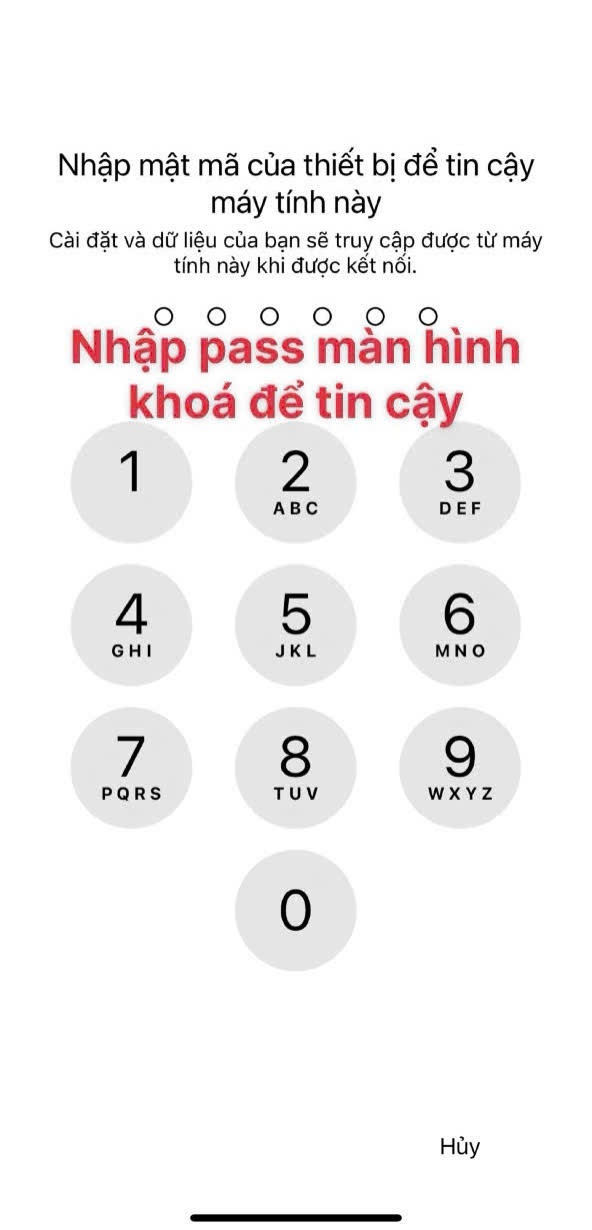 Nhập mật mã của thiết bị để tin cậy
máy tính này
Cài đặt và dữ liệu của bạn sẽ truy cập được từ máy
tính này khi được kết nối.
Nhập pass màn hình
khoá để tin cậy
1 2 3
ABC DEF
4 5 6
GHI JKL MNO
7 8 9
PQRS TUV WXYZ
0
Hủy